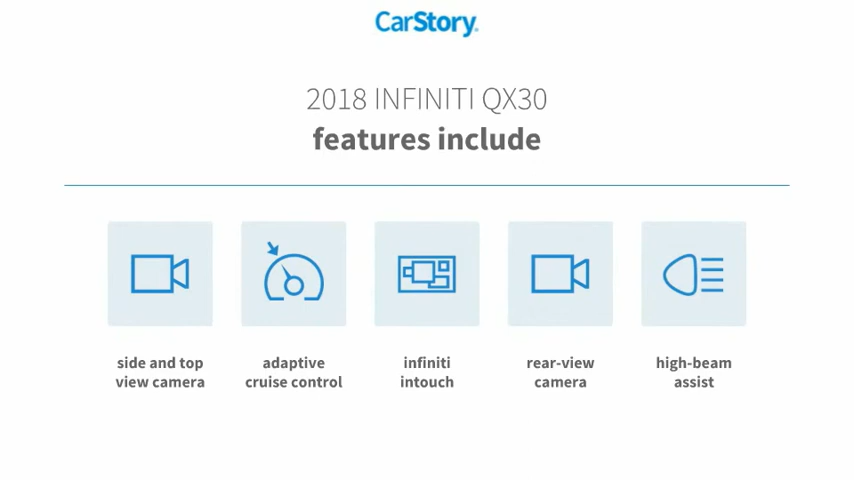 CarStory.
2018 INFINITI QX30
features include
side and top
view camera
adaptive
cruise control
infiniti
intouch
rear-view
camera
high-beam
assist